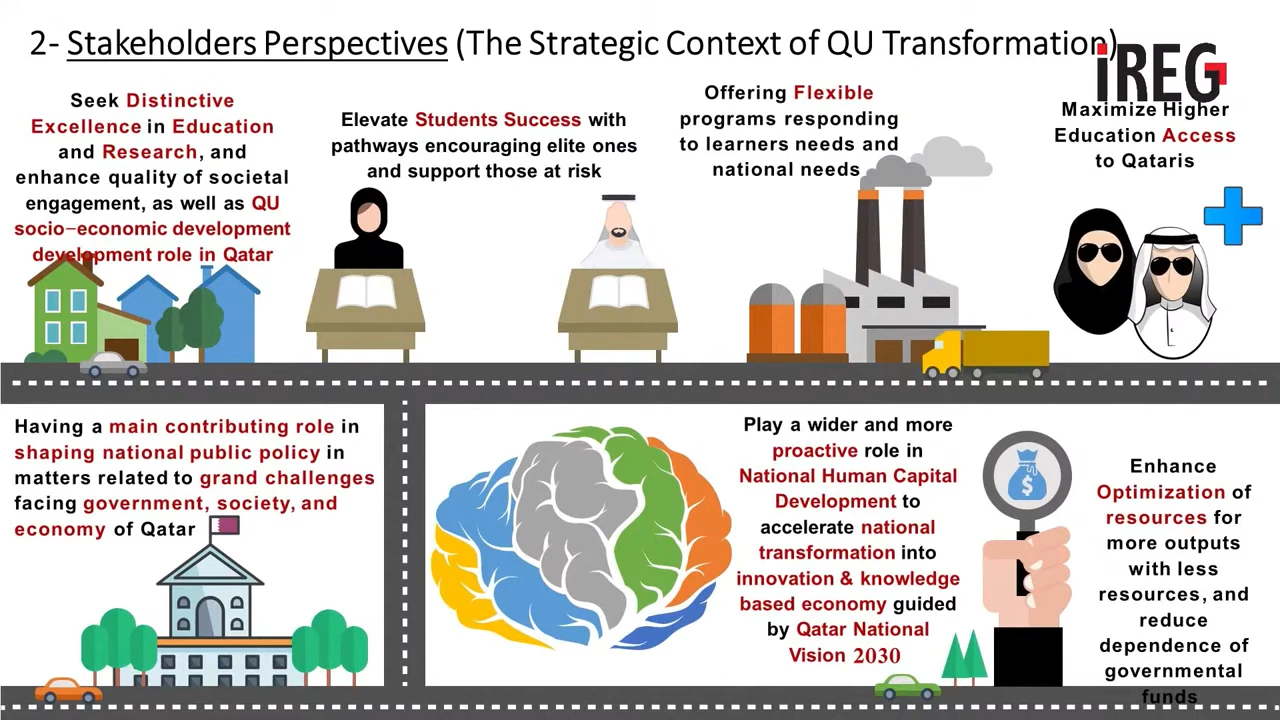 2- Stakeholders Perspectives (The Strategic Context of QU Transformation)
iREG
Seek Distinctive
Excellence in Education
and Research, and
enhance quality of societal
engagement, as well as QU
socio-economic development
development role in Qatar
Elevate Students Success with
pathways encouraging elite ones
and support those at risk
Offering Flexible
programs responding
to learners needs and
national needs
Maximize Higher
Education Access
to Qataris
Having a main contributing role in
shaping national public policy in
matters related to grand challenges
facing government, society, and
economy of Qatar
Play a wider and more
proactive role in
National Human Capital
Development to
accelerate national
transformation into
innovation & knowledge
based economy guided
by Qatar National
Vision 2030
$
Enhance
Optimization of
resources for
more outputs
with less
resources, and
reduce
dependence of
governmental
funds